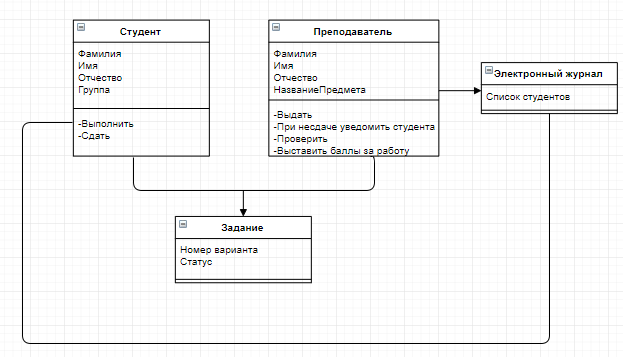 Студент
Фамилия
Имя
Отчество
Группа
-Выполнить
-Сдать
Преподаватель
Фамилия
Имя
Отчество
НазваниеПредмета
-Выдать
-При несдаче уведомить студента
-Проверить
-Выставить баллы за работу
Электронный журнал
Список студентов
Задание
Номер варианта
Статус